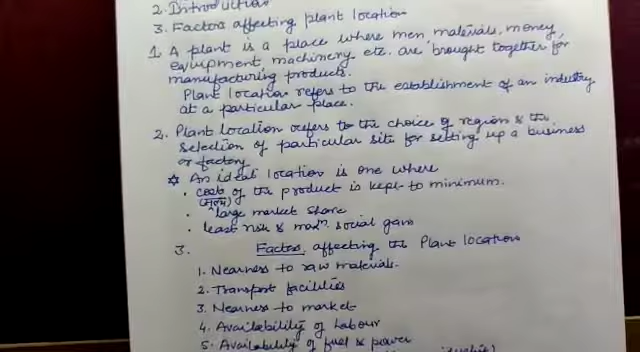 2. Introduction
3. Factors affecting plant location
1. A plant is a place where men, materials, money,
equipment, machinery etc. are brought together for
manufacturing products.
Plant location refers to the establishment of an industry
at a particular place.
2. Plant location refers to the choice of region & the
selection of particular site for setting up a business
or factory
☆ An ideal location is one where
• cost of the product is kept to minimum.
(मूल्य)
• large market share
• least risk & maxm social gain
3. Factors affecting the Plant location
1. Nearness to raw materials.
2. Transport facilities
3. Nearness to market
4. Availability of labour
5. Availability of fuel & power